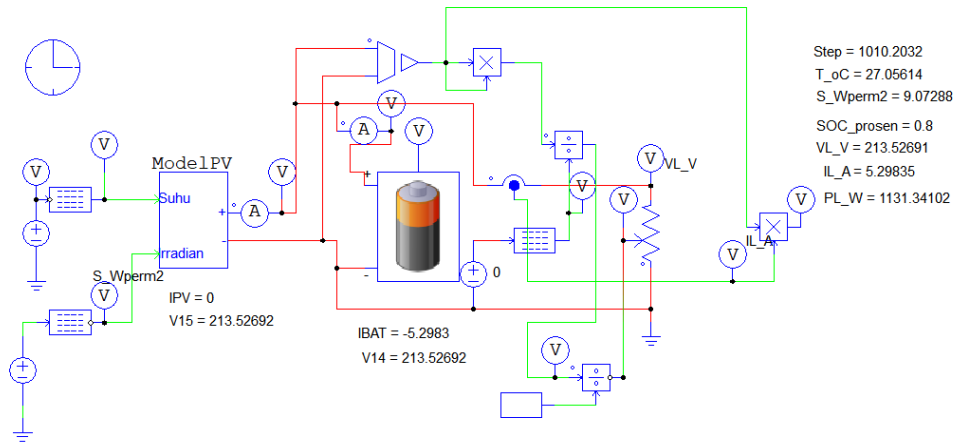 V
V
V
V
V
ModelPV
Suhu
+
A
-
Irradian
S_Wperm2
V
V
IPV = 0
V15 = 213.52692
A
V
V
+
-
IBAT = -5.2983
V14 = 213.52692
+
-
0
V
V
V
VL_V
V
V
IL_A
V
Step = 1010.2032
T_oC = 27.05614
S_Wperm2 = 9.07288
SOC_prosen = 0.8
VL_V = 213.52691
IL_A = 5.29835
PL_W = 1131.34102